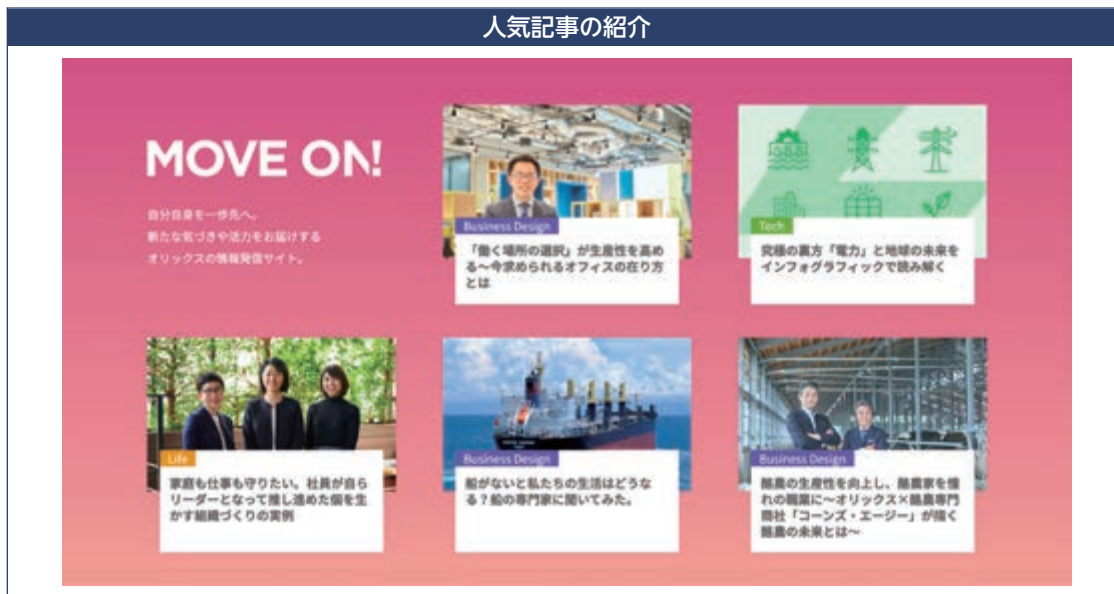 人気記事の紹介
MOVE ON!
自分自身を一歩先へ。
新たな気づきや活力をお届けする
オリックスの情報発信サイト。
Business Design
「働く場所の選択」が生産性を高め
る〜今求められるオフィスの在り方
とは
Tech
究極の裏方「電力」と地球の未来を
インフォグラフィックで読み解く
Life
家庭も仕事も守りたい。社員が自ら
リーダーとなって推し進めた個を生
かす組織づくりの実例
Business Design
船がないと私たちの生活はどうな
る？船の専門家に聞いてみた。
Business Design
酪農の生産性を向上し、酪農家を憧
れの職業に〜オリックス×酪農専門
商社「コーンズ・エージー」が描く
酪農の未来とは〜